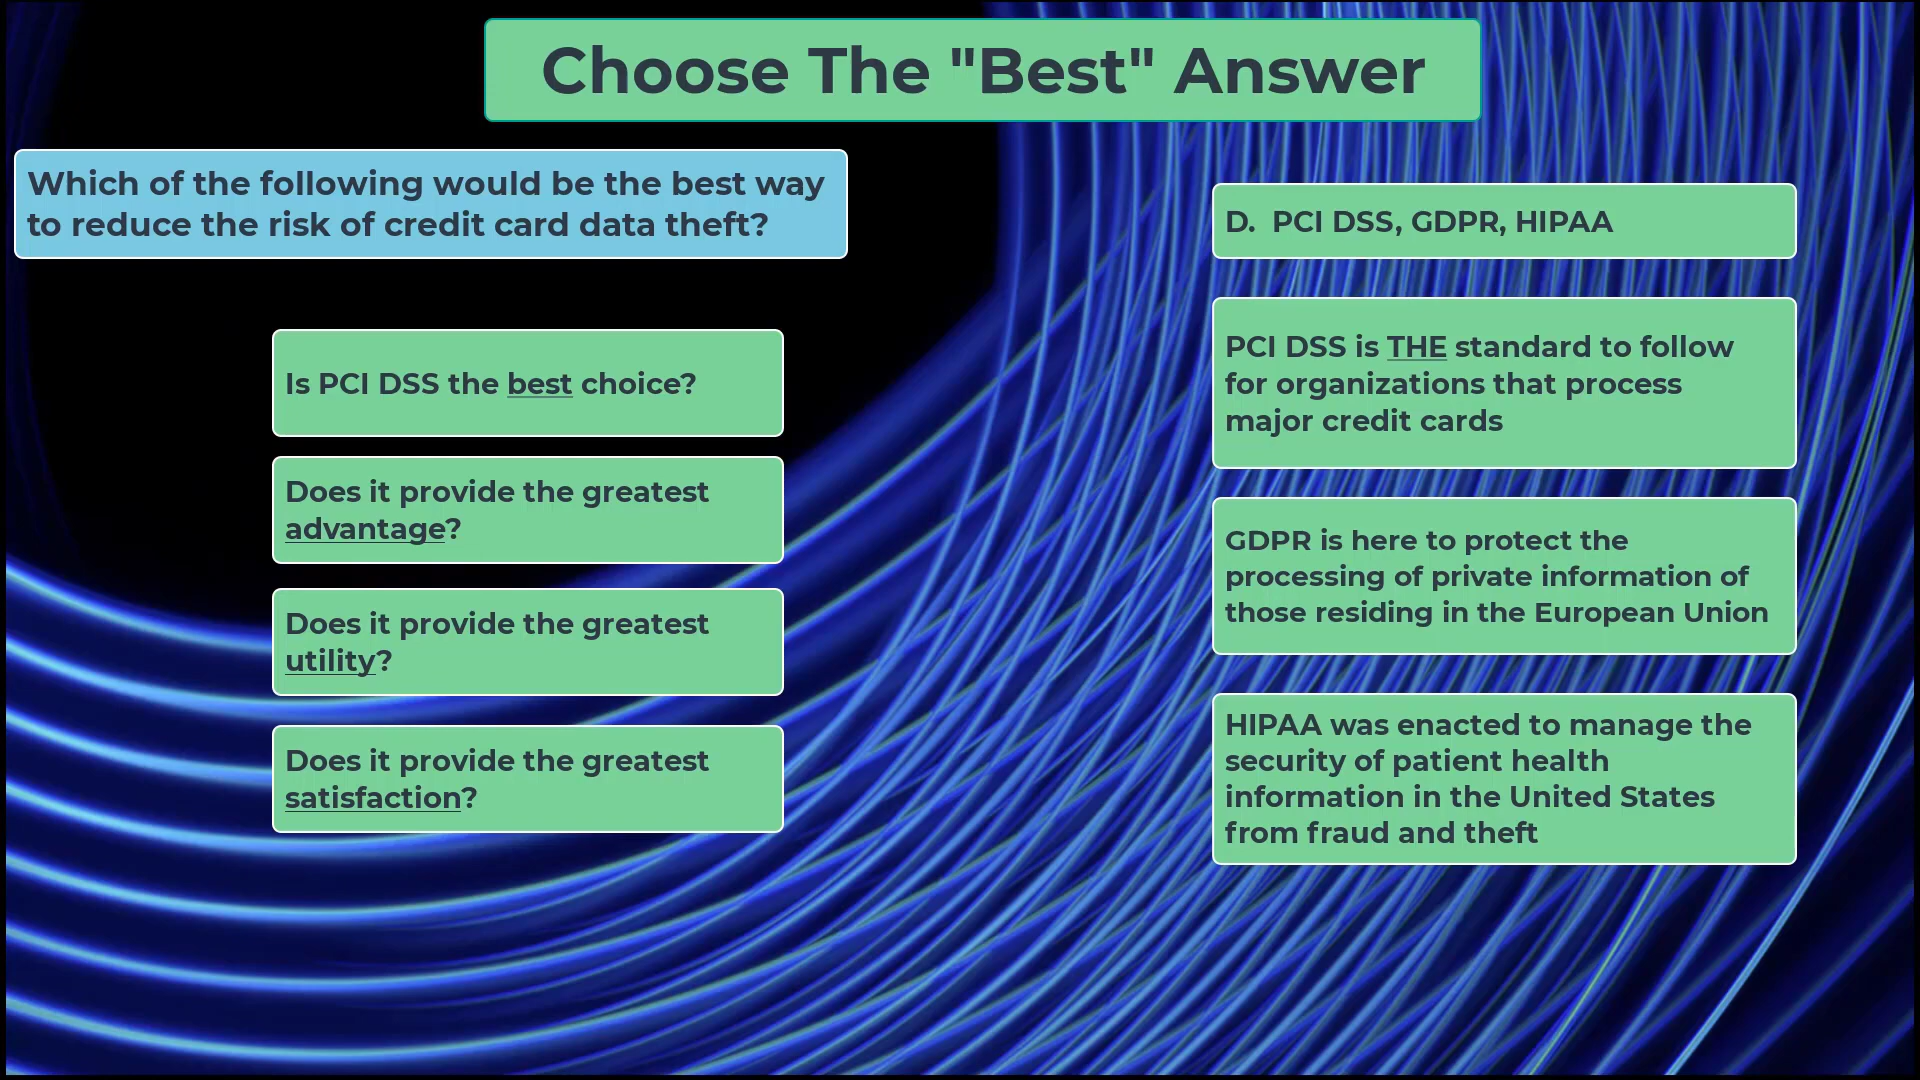 Choose The "Best" Answer
Which of the following would be the best way
to reduce the risk of credit card data theft?
Is PCI DSS the best choice?
Does it provide the greatest
advantage?
Does it provide the greatest
utility?
Does it provide the greatest
satisfaction?
D. PCI DSS, GDPR, HIPAA
PCI DSS is THE standard to follow
for organizations that process
major credit cards
GDPR is here to protect the
processing of private information of
those residing in the European Union
HIPAA was enacted to manage the
security of patient health
information in the United States
from fraud and theft